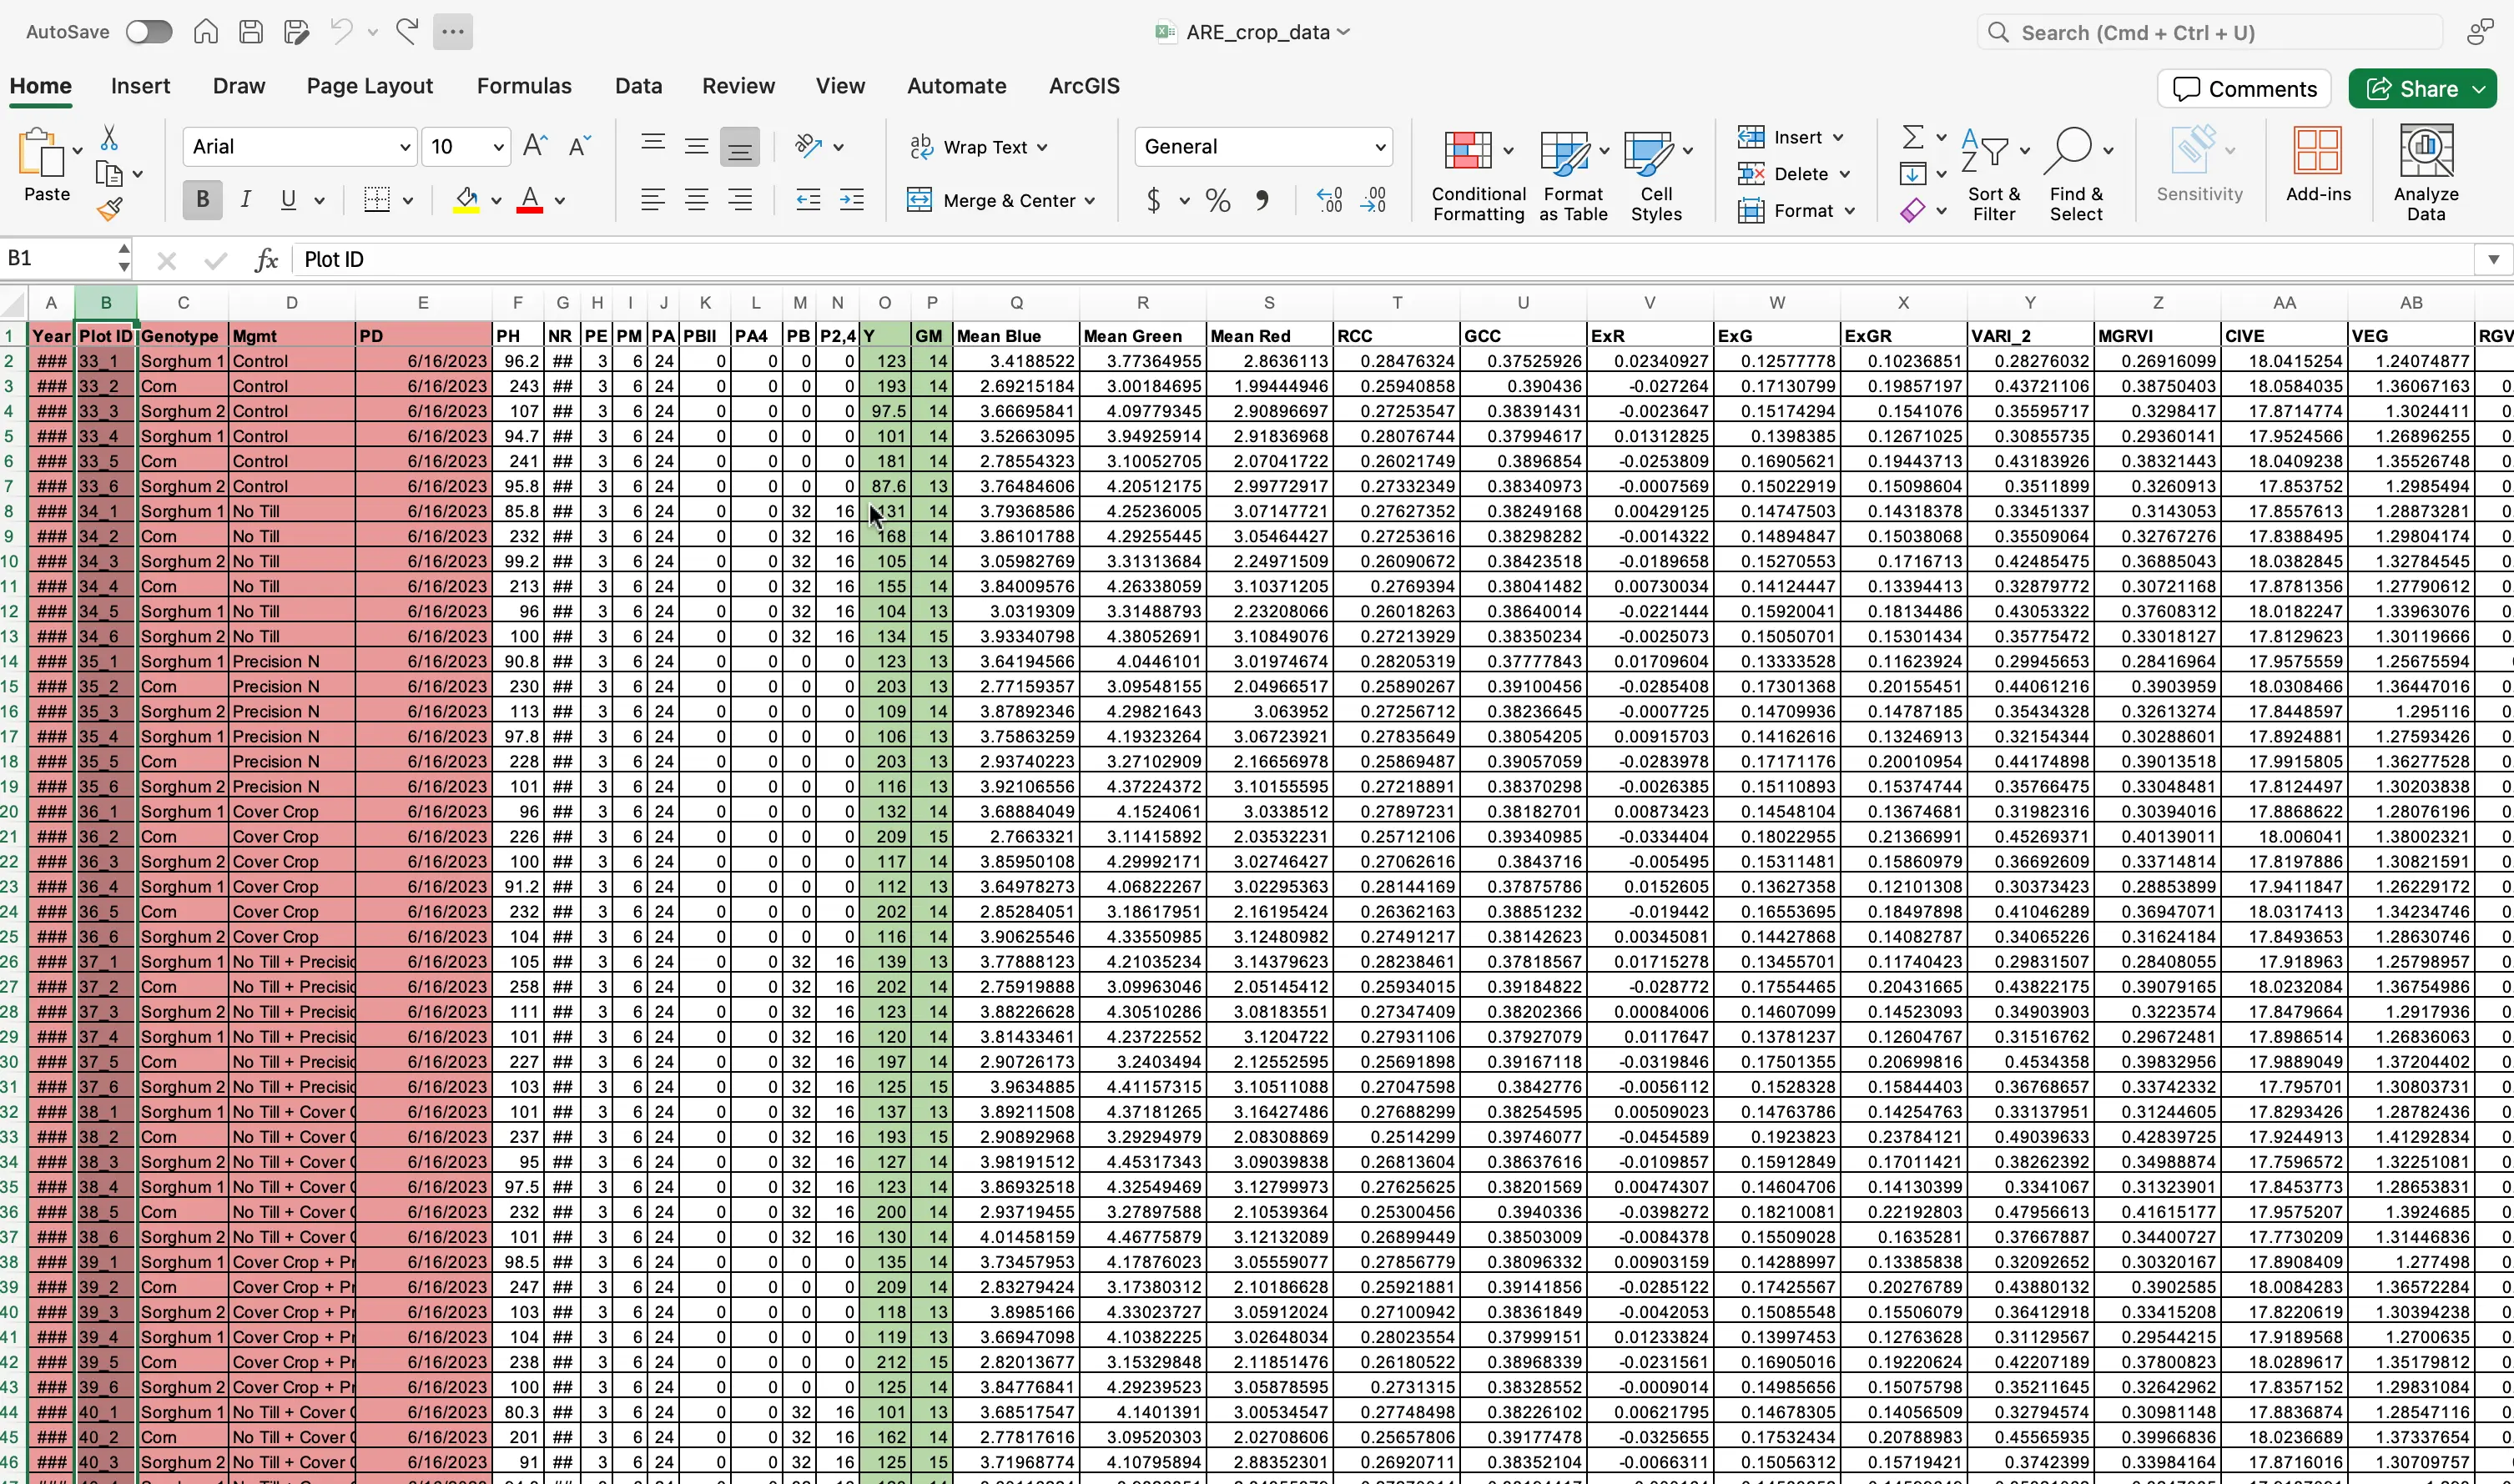 AutoSave ARE_crop_data Search (Cmd + Ctrl + U)
Home Insert Draw Page Layout Formulas Data Review View Automate ArcGIS Comments Share
Paste Arial 10 Wrap Text General Conditional Formatting Format as Table Cell Styles Insert Delete Format Sort & Filter Find & Select Sensitivity Add-ins Analyze Data
B I U Merge & Center $ %
B1 fx Plot ID
A B C D E F G H I J K L M N O P Q R S T U V W X Y Z AA AB
1 Year Plot ID Genotype Mgmt PD PH NR PE PM PA PBII PA4 PB P2,4 Y GM Mean Blue Mean Green Mean Red RCC GCC ExR ExG ExGR VARI_2 MGRVI CIVE VEG RGV
2 ### 33_1 Sorghum 1 Control 6/16/2023 96.2 ## 3 6 24 0 0 0 0 123 14 3.4188522 3.77364955 2.8636113 0.28476324 0.37525926 0.02340927 0.12577778 0.10236851 0.28276032 0.26916099 18.0415254 1.24074877
3 ### 33_2 Corn Control 6/16/2023 243 ## 3 6 24 0 0 0 0 193 14 2.69215184 3.00184695 1.99444946 0.25940858 0.390436 -0.027264 0.17130799 0.19857197 0.43721106 0.38750403 18.0584035 1.36067163
4 ### 33_3 Sorghum 2 Control 6/16/2023 107 ## 3 6 24 0 0 0 0 97.5 14 3.66695841 4.09779345 2.90896697 0.27253547 0.38391431 -0.0023647 0.15174294 0.1541076 0.35595717 0.3298417 17.8714774 1.3024411
5 ### 33_4 Sorghum 1 Control 6/16/2023 94.7 ## 3 6 24 0 0 0 0 101 14 3.52663095 3.94925914 2.91836968 0.28076744 0.37994617 0.01312825 0.1398385 0.12671025 0.30855735 0.29360141 17.9524566 1.26896255
6 ### 33_5 Corn Control 6/16/2023 241 ## 3 6 24 0 0 0 0 181 14 2.78554323 3.10052705 2.07041722 0.26021749 0.3896854 -0.0253809 0.16905621 0.19443713 0.43183926 0.38321443 18.0409238 1.35526748
7 ### 33_6 Sorghum 2 Control 6/16/2023 95.8 ## 3 6 24 0 0 0 0 87.6 13 3.76484606 4.20512175 2.99772917 0.27332349 0.38340973 -0.0007569 0.15022919 0.15098604 0.3511899 0.3260913 17.853752 1.2985494
8 ### 34_1 Sorghum 1 No Till 6/16/2023 85.8 ## 3 6 24 0 0 32 16 131 14 3.79368586 4.25236005 3.07147721 0.27627352 0.38249168 0.00429125 0.14747503 0.14318378 0.33451337 0.3143053 17.8557613 1.28873281
9 ### 34_2 Corn No Till 6/16/2023 232 ## 3 6 24 0 0 32 16 168 14 3.86101788 4.29255445 3.05464427 0.27253616 0.38298282 -0.0014322 0.14894847 0.15038068 0.35509064 0.32767276 17.8388495 1.29804174
10 ### 34_3 Sorghum 2 No Till 6/16/2023 99.2 ## 3 6 24 0 0 32 16 105 14 3.05982769 3.31313684 2.24971509 0.26090672 0.38423518 -0.0189658 0.15270553 0.1716713 0.42485475 0.36885043 18.0382845 1.32784545
11 ### 34_4 Corn No Till 6/16/2023 213 ## 3 6 24 0 0 32 16 155 14 3.84009576 4.26338059 3.10371205 0.2769394 0.38041482 0.00730034 0.14124447 0.13394413 0.32879772 0.30721168 17.8781356 1.27790612
12 ### 34_5 Sorghum 1 No Till 6/16/2023 96 ## 3 6 24 0 0 32 16 104 13 3.0319309 3.31488793 2.23208066 0.26018263 0.38640014 -0.0221444 0.15920041 0.18134486 0.43053322 0.37608312 18.0182247 1.33963076
13 ### 34_6 Sorghum 2 No Till 6/16/2023 100 ## 3 6 24 0 0 32 16 134 15 3.93340798 4.38052691 3.10849076 0.27213929 0.38350234 -0.0025073 0.15050701 0.15301434 0.35775472 0.33018127 17.8129623 1.30119666
14 ### 35_1 Sorghum 1 Precision N 6/16/2023 90.8 ## 3 6 24 0 0 0 0 123 13 3.64194566 4.0446101 3.01974674 0.28205319 0.37777843 0.01709604 0.13333528 0.11623924 0.29945653 0.28416964 17.9575559 1.25675594
15 ### 35_2 Corn Precision N 6/16/2023 230 ## 3 6 24 0 0 0 0 203 13 2.77159357 3.09548155 2.04966517 0.25890267 0.39100456 -0.0285408 0.17301368 0.20155451 0.44061216 0.3903959 18.0308466 1.36447016
16 ### 35_3 Sorghum 2 Precision N 6/16/2023 113 ## 3 6 24 0 0 0 0 109 14 3.87892346 4.29821643 3.063952 0.27256712 0.38236645 -0.0007725 0.14709936 0.14787185 0.35434328 0.32613274 17.8448597 1.295116
17 ### 35_4 Sorghum 1 Precision N 6/16/2023 97.8 ## 3 6 24 0 0 0 0 106 13 3.75863259 4.19323264 3.06723921 0.27835649 0.38054205 0.00915703 0.14162616 0.13246913 0.32154344 0.30288601 17.8924881 1.27593426
18 ### 35_5 Corn Precision N 6/16/2023 228 ## 3 6 24 0 0 0 0 203 13 2.93740223 3.27102909 2.16656978 0.25869487 0.39057059 -0.0283978 0.17171176 0.20010954 0.44174898 0.39013518 17.9915805 1.36277528
19 ### 35_6 Sorghum 2 Precision N 6/16/2023 101 ## 3 6 24 0 0 0 0 116 13 3.92106556 4.37224372 3.10155595 0.27218891 0.38370298 -0.0026385 0.15110893 0.15374744 0.35766475 0.33048481 17.8124497 1.30203838
20 ### 36_1 Sorghum 1 Cover Crop 6/16/2023 96 ## 3 6 24 0 0 0 0 132 14 3.68884049 4.1524061 3.0338512 0.27897231 0.38182701 0.00873423 0.14548104 0.13674681 0.31982316 0.30394016 17.8868622 1.28076196
21 ### 36_2 Corn Cover Crop 6/16/2023 226 ## 3 6 24 0 0 0 0 209 15 2.7663321 3.11415892 2.03532231 0.25712106 0.39340985 -0.0334404 0.18022955 0.21366991 0.45269371 0.40139011 18.006041 1.38002321
22 ### 36_3 Sorghum 2 Cover Crop 6/16/2023 100 ## 3 6 24 0 0 0 0 117 14 3.85950108 4.29992171 3.02746427 0.27062616 0.3843716 -0.005495 0.15311481 0.15860979 0.36692609 0.33714814 17.8197886 1.30821591
23 ### 36_4 Sorghum 1 Cover Crop 6/16/2023 91.2 ## 3 6 24 0 0 0 0 112 13 3.64978273 4.06822267 3.02295363 0.28144169 0.37875786 0.0152605 0.13627358 0.12101308 0.30373423 0.28853899 17.9411847 1.26229172
24 ### 36_5 Corn Cover Crop 6/16/2023 232 ## 3 6 24 0 0 0 0 202 14 2.85284051 3.18617951 2.16195424 0.26362163 0.38851232 -0.019442 0.16553695 0.18497898 0.41046289 0.36947071 18.0317413 1.34234746
25 ### 36_6 Sorghum 2 Cover Crop 6/16/2023 104 ## 3 6 24 0 0 0 0 116 14 3.90625546 4.33550985 3.12480982 0.27491217 0.38142623 0.00345081 0.14427868 0.14082787 0.34065226 0.31624184 17.8493653 1.28630746
26 ### 37_1 Sorghum 1 No Till + Precisio 6/16/2023 105 ## 3 6 24 0 0 32 16 139 13 3.77888123 4.21035234 3.14379623 0.28238461 0.37818567 0.01715278 0.13455701 0.11740423 0.29831507 0.28408055 17.918963 1.25798957
27 ### 37_2 Corn No Till + Precisio 6/16/2023 258 ## 3 6 24 0 0 32 16 202 14 2.75919888 3.09963046 2.05145412 0.25934015 0.39184822 -0.028772 0.17554465 0.20431665 0.43822175 0.39079165 18.0232084 1.36754986
28 ### 37_3 Sorghum 2 No Till + Precisio 6/16/2023 111 ## 3 6 24 0 0 32 16 123 14 3.88226628 4.30510286 3.08183551 0.27347409 0.38202366 0.00084006 0.14607099 0.14523093 0.34903903 0.3223574 17.8479664 1.2917936
29 ### 37_4 Sorghum 1 No Till + Precisio 6/16/2023 101 ## 3 6 24 0 0 32 16 120 14 3.81433461 4.23722552 3.1204722 0.27931106 0.37927079 0.0117647 0.13781237 0.12604767 0.31516762 0.29672481 17.8986514 1.26836063
30 ### 37_5 Corn No Till + Precisio 6/16/2023 227 ## 3 6 24 0 0 32 16 197 14 2.90726173 3.2403494 2.12552595 0.25691898 0.39167118 -0.0319846 0.17501355 0.20699816 0.4534358 0.39832956 17.9889049 1.37204402
31 ### 37_6 Sorghum 2 No Till + Precisio 6/16/2023 103 ## 3 6 24 0 0 32 16 125 15 3.9634885 4.41157315 3.10511088 0.27047598 0.3842776 -0.0056112 0.1528328 0.15844403 0.36768657 0.33742332 17.795701 1.30803731
32 ### 38_1 Sorghum 1 No Till + Cover C 6/16/2023 101 ## 3 6 24 0 0 32 16 137 13 3.89211508 4.37181265 3.16427486 0.27688299 0.38254595 0.00509023 0.14763786 0.14254763 0.33137951 0.31244605 17.8293426 1.28782436
33 ### 38_2 Corn No Till + Cover C 6/16/2023 237 ## 3 6 24 0 0 32 16 193 15 2.90892968 3.29294979 2.08308869 0.2514299 0.39746077 -0.0454589 0.1923823 0.23784121 0.49039633 0.42839725 17.9244913 1.41292834
34 ### 38_3 Sorghum 2 No Till + Cover C 6/16/2023 95 ## 3 6 24 0 0 32 16 127 14 3.98191512 4.45317343 3.09039838 0.26813604 0.38637616 -0.0109857 0.15912849 0.17011421 0.38262392 0.34988874 17.7596572 1.32251081
35 ### 38_4 Sorghum 1 No Till + Cover C 6/16/2023 97.5 ## 3 6 24 0 0 32 16 123 14 3.86932518 4.32549469 3.12799973 0.27625625 0.38201569 0.00474307 0.14604706 0.14130399 0.3341067 0.31323901 17.8453773 1.28653831
36 ### 38_5 Corn No Till + Cover C 6/16/2023 232 ## 3 6 24 0 0 32 16 200 14 2.93719455 3.27897588 2.10539364 0.25300456 0.3940336 -0.0398272 0.18210081 0.22192803 0.47956613 0.41615177 17.9575207 1.3924685
37 ### 38_6 Sorghum 2 No Till + Cover C 6/16/2023 101 ## 3 6 24 0 0 32 16 130 14 4.01458159 4.46775879 3.12132089 0.26899449 0.38503009 -0.0084378 0.15509028 0.1635281 0.37667887 0.34400727 17.7730209 1.31446836
38 ### 39_1 Sorghum 1 Cover Crop + Pr 6/16/2023 98.5 ## 3 6 24 0 0 0 0 135 14 3.73457953 4.17876023 3.05559077 0.27856779 0.38096332 0.00903159 0.14288997 0.13385838 0.32092652 0.30320167 17.8908409 1.277498
39 ### 39_2 Corn Cover Crop + Pr 6/16/2023 247 ## 3 6 24 0 0 0 0 209 14 2.83279424 3.17380312 2.10186628 0.25921881 0.39141856 -0.0285122 0.17425567 0.20276789 0.43880132 0.3902585 18.0084283 1.36572284
40 ### 39_3 Sorghum 2 Cover Crop + Pr 6/16/2023 103 ## 3 6 24 0 0 0 0 118 13 3.8985166 4.33023727 3.05912024 0.27100942 0.38361849 -0.0042053 0.15085548 0.15506079 0.36412918 0.33415208 17.8220619 1.30394238
41 ### 39_4 Sorghum 1 Cover Crop + Pr 6/16/2023 104 ## 3 6 24 0 0 0 0 119 13 3.66947098 4.10382225 3.02648034 0.28023554 0.37999151 0.01233824 0.13997453 0.12763628 0.31129567 0.29544215 17.9189568 1.2700635
42 ### 39_5 Corn Cover Crop + Pr 6/16/2023 238 ## 3 6 24 0 0 0 0 212 15 2.82013677 3.15329848 2.11851476 0.26180522 0.38968339 -0.0231561 0.16905016 0.19220624 0.42207189 0.37800823 18.0289617 1.35179812
43 ### 39_6 Sorghum 2 Cover Crop + Pr 6/16/2023 100 ## 3 6 24 0 0 0 0 125 14 3.84776841 4.29239523 3.05878595 0.2731315 0.38328552 -0.0009014 0.14985656 0.15075798 0.35211645 0.32642962 17.8357152 1.29831084
44 ### 40_1 Sorghum 1 No Till + Cover C 6/16/2023 80.3 ## 3 6 24 0 0 32 16 101 13 3.68517547 4.1401391 3.00534547 0.27748498 0.38226102 0.00621795 0.14678305 0.14056509 0.32794574 0.30981148 17.8836874 1.28547116
45 ### 40_2 Corn No Till + Cover C 6/16/2023 201 ## 3 6 24 0 0 32 16 162 14 2.77817616 3.09520303 2.02708606 0.25657806 0.39177478 -0.0325655 0.17532434 0.20788983 0.45565935 0.39966836 18.0236689 1.37337654
46 ### 40_3 Sorghum 2 No Till + Cover C 6/16/2023 91 ## 3 6 24 0 0 32 16 125 15 3.71968774 4.10795894 2.88352301 0.26920711 0.38352104 -0.0066311 0.15056312 0.15719421 0.3742399 0.33984164 17.8716016 1.30709757